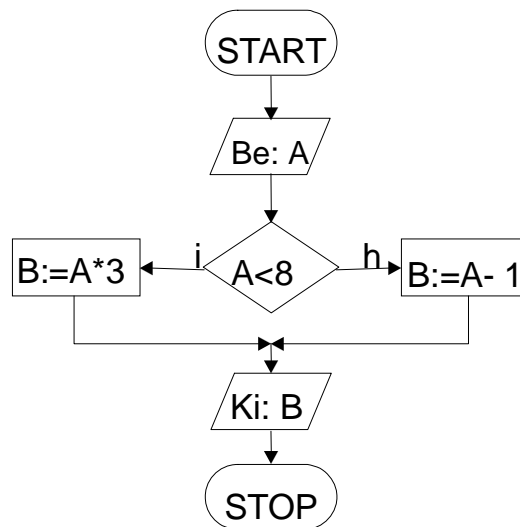 START
Be: A
i
h
B:=A*3
A<8
B:=A- 1
Ki: B
STOP